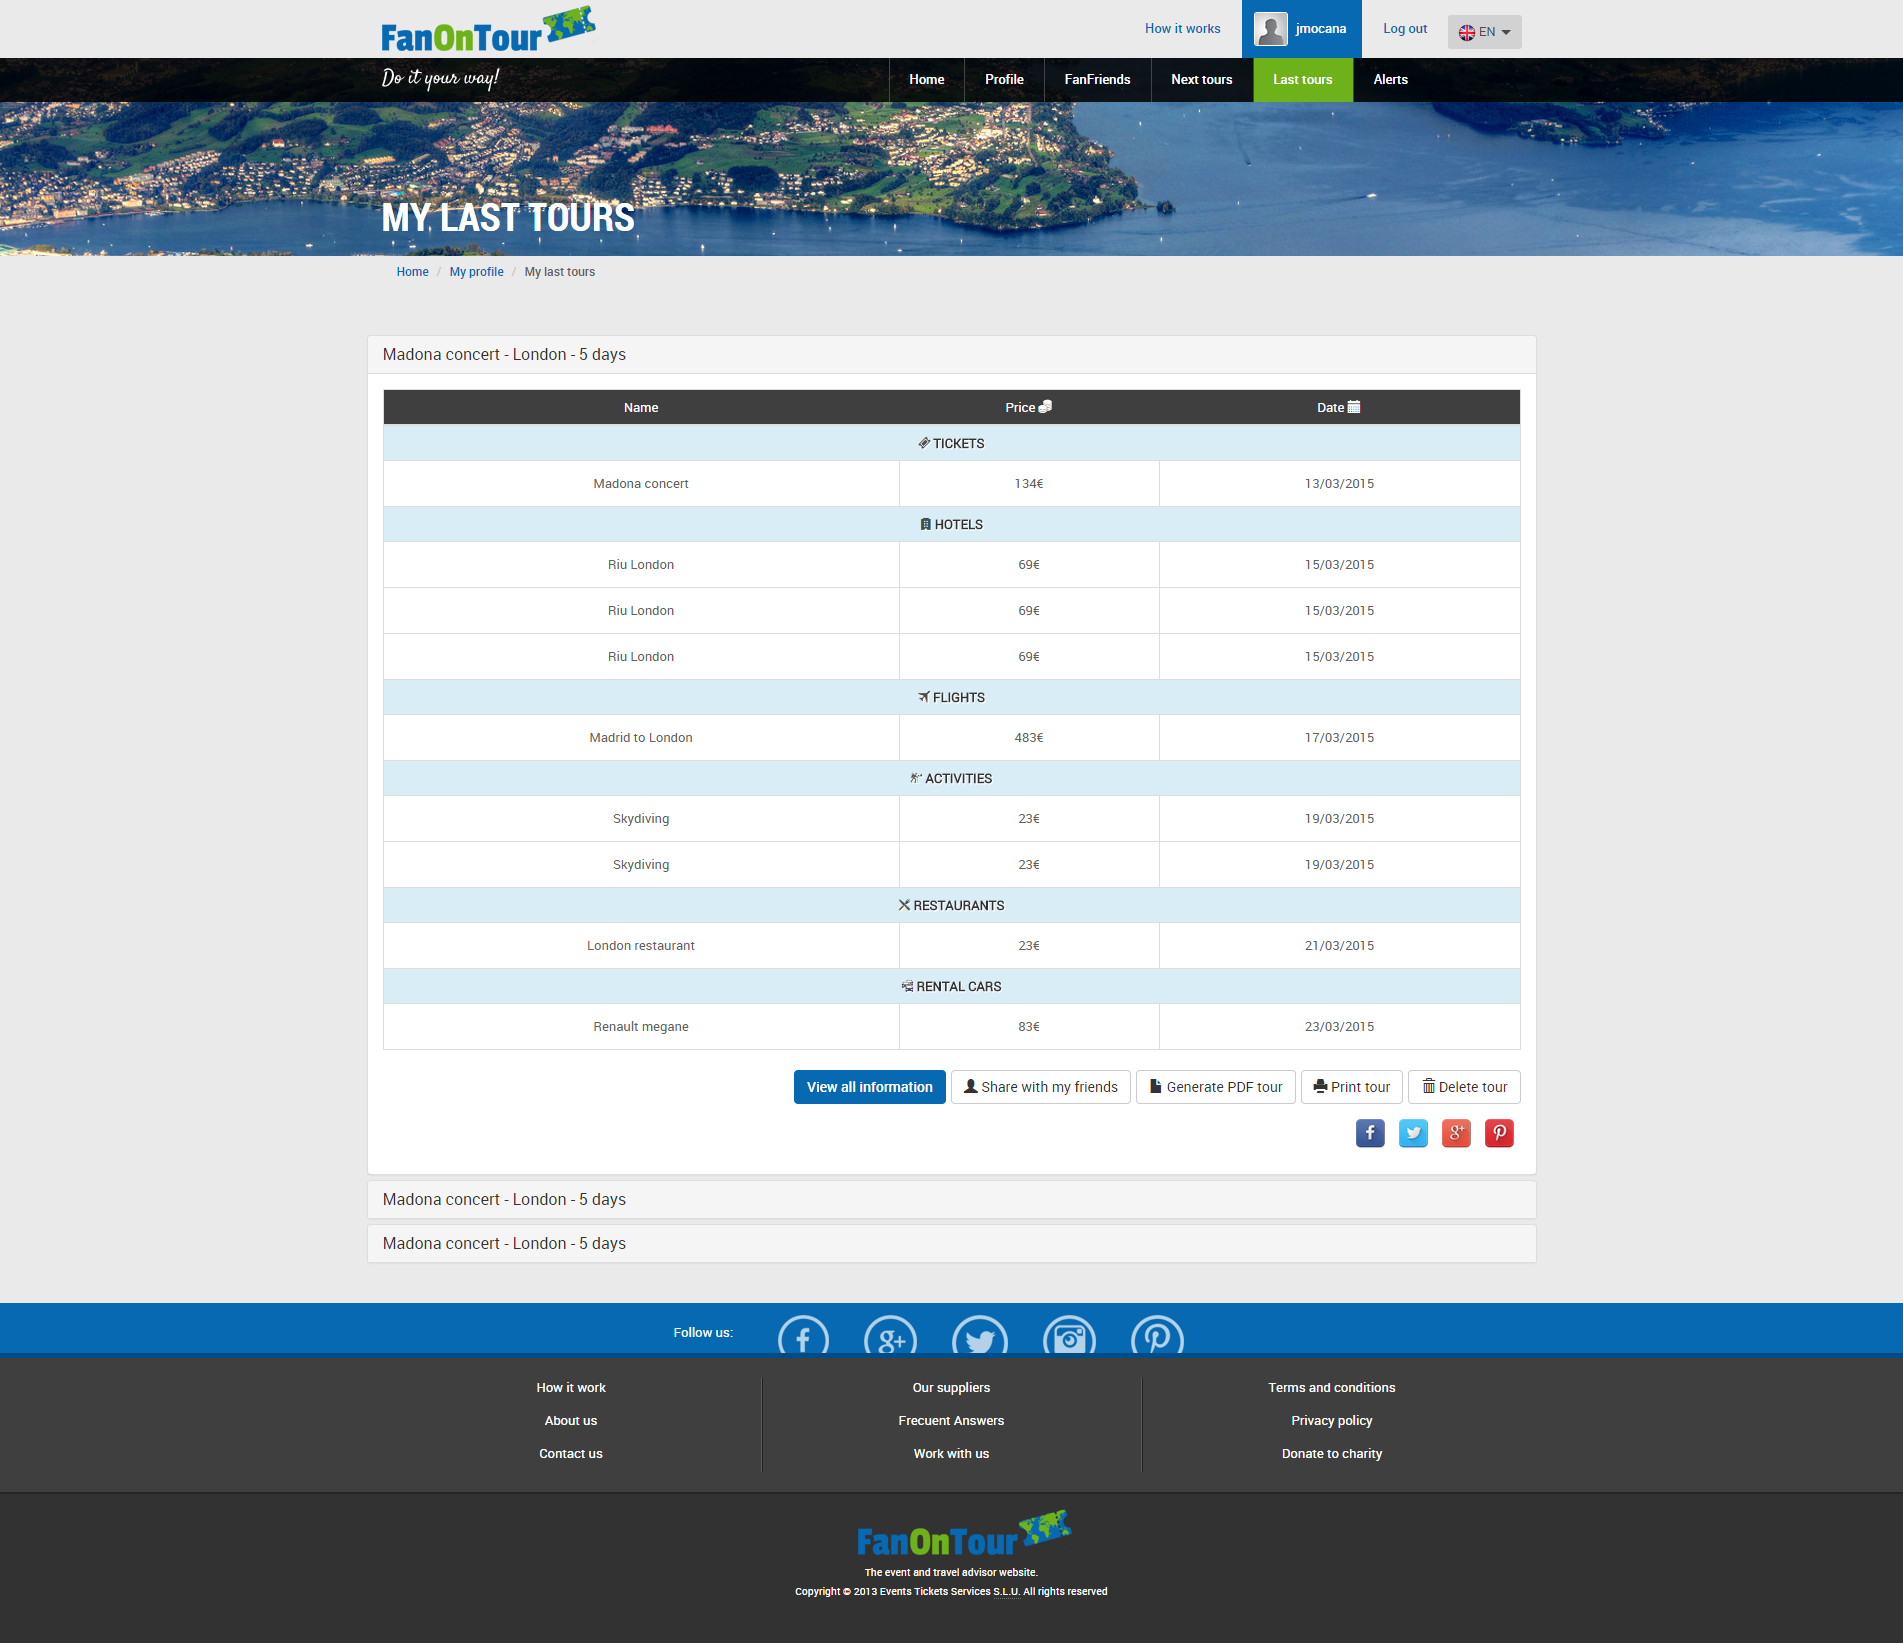 FanOnTour
How it works
jmocana
Log out
EN
Do it your way!
Home
Profile
FanFriends
Next tours
Last tours
Alerts
MY LAST TOURS
Home / My profile / My last tours
Madona concert - London - 5 days
Name Price Date
TICKETS
Madona concert 134€ 13/03/2015
HOTELS
Riu London 69€ 15/03/2015
Riu London 69€ 15/03/2015
Riu London 69€ 15/03/2015
FLIGHTS
Madrid to London 483€ 17/03/2015
ACTIVITIES
Skydiving 23€ 19/03/2015
Skydiving 23€ 19/03/2015
RESTAURANTS
London restaurant 23€ 21/03/2015
RENTAL CARS
Renault megane 83€ 23/03/2015
View all information
Share with my friends
Generate PDF tour
Print tour
Delete tour
Madona concert - London - 5 days
Madona concert - London - 5 days
Follow us:
How it work
About us
Contact us
Our suppliers
Frecuent Answers
Work with us
Terms and conditions
Privacy policy
Donate to charity
FanOnTour
The event and travel advisor website.
Copyright © 2013 Events Tickets Services S.L.U. All rights reserved